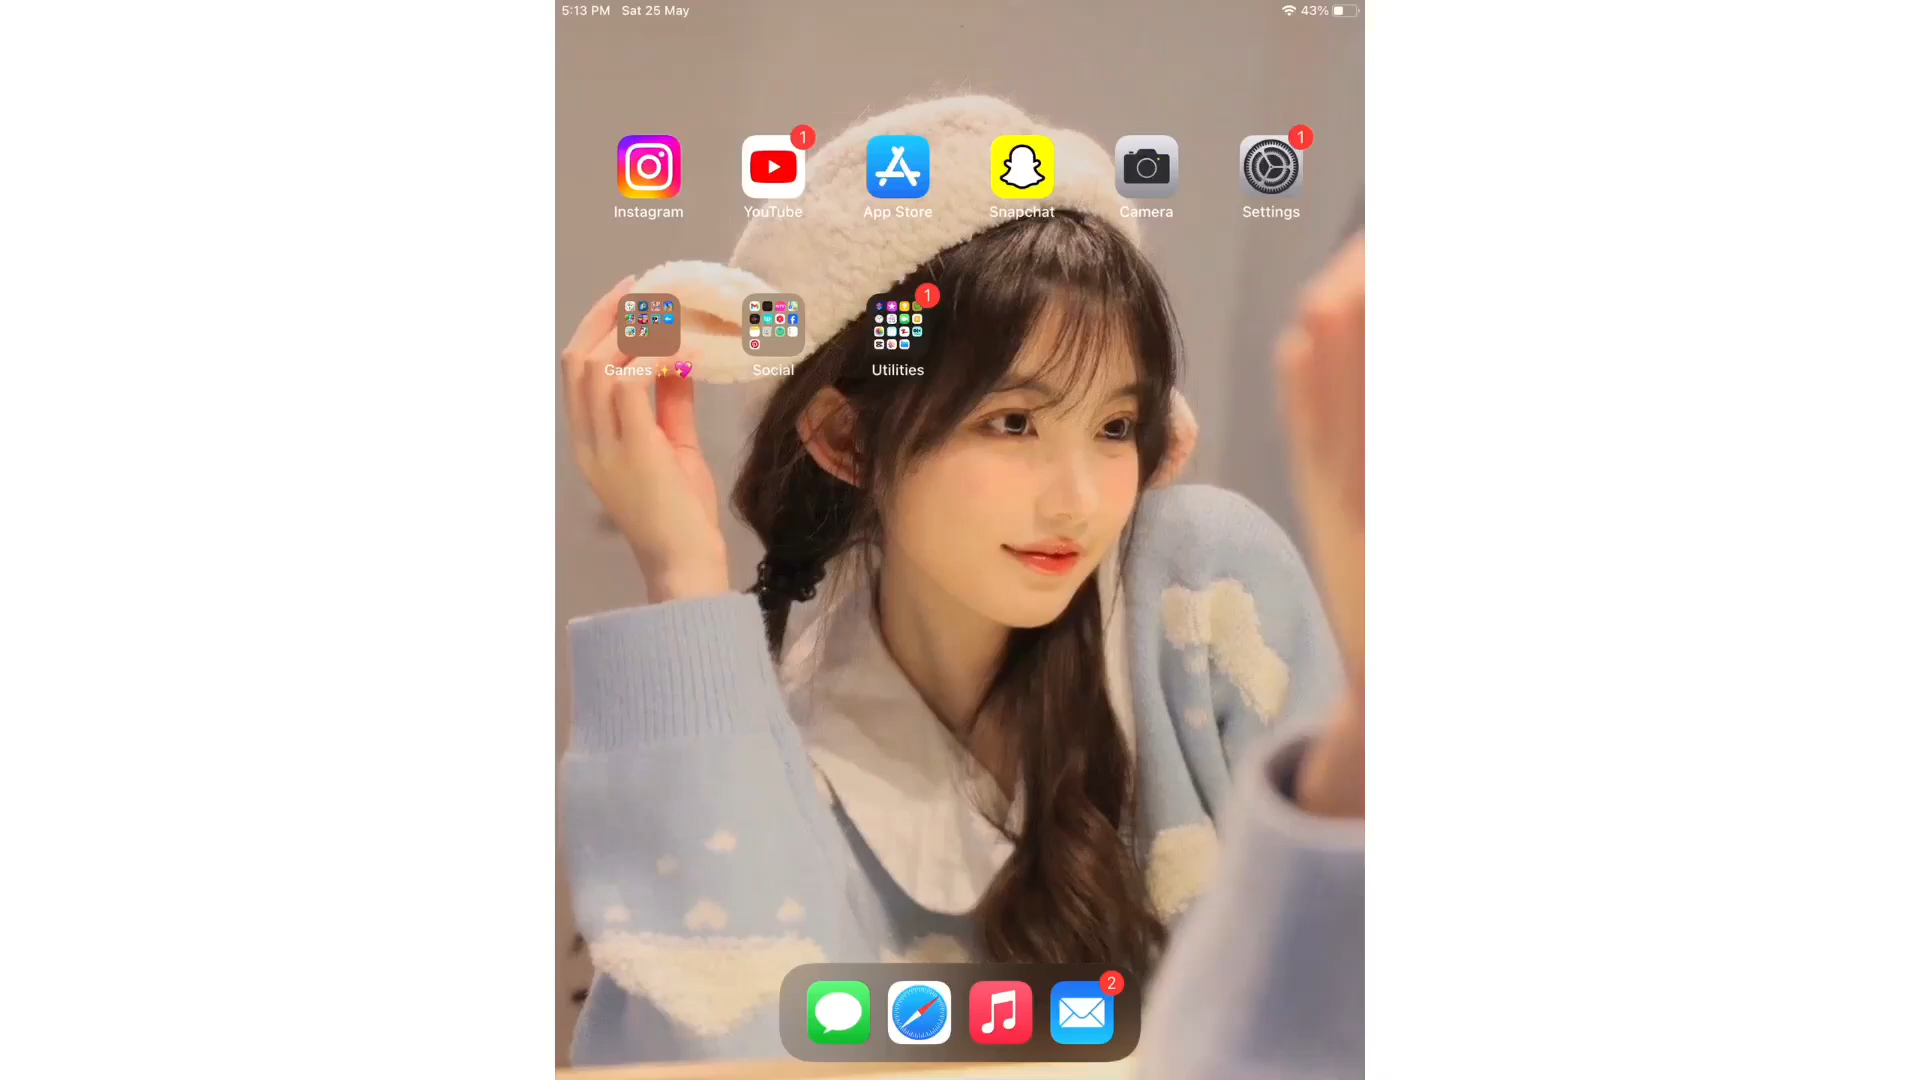 5:13 PM Sat 25 May 43%
1 1
Instagram YouTube App Store Snapchat Camera Settings
1
Games✨💖 Social Utilities
2